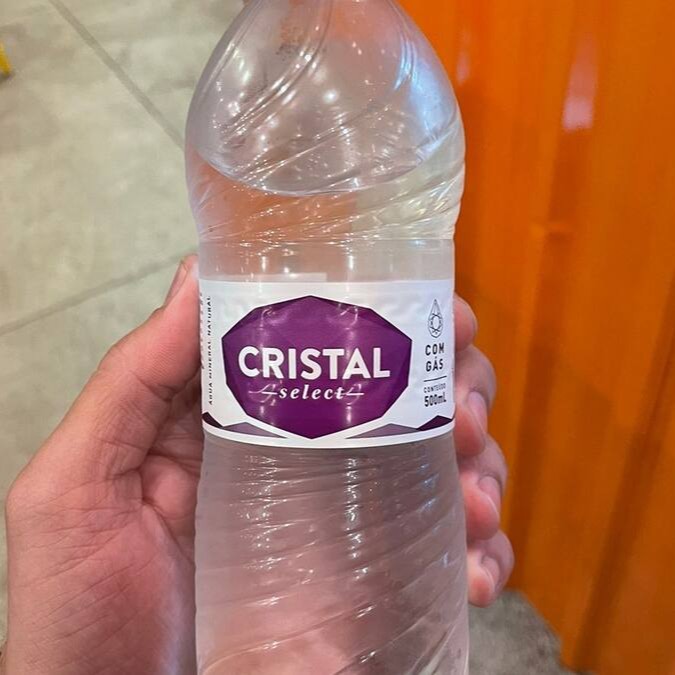 CRISTAL
select
COM
GÁS
CONTEÚDO
500mL
ÁGUA MINERAL NATURAL